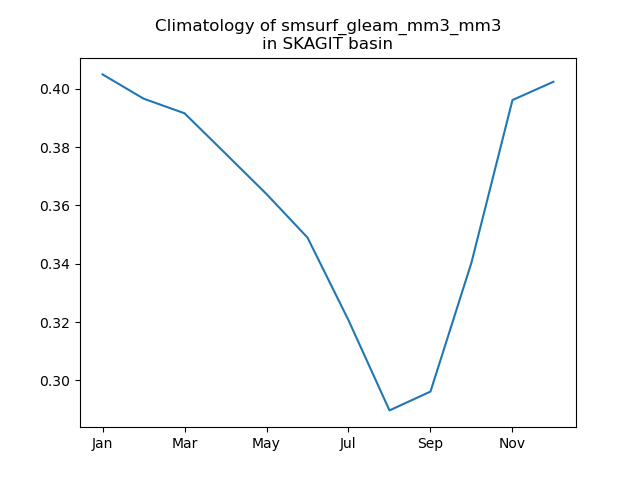 Climatology of smsurf_gleam_mm3_mm3
in SKAGIT basin
0.40
0.38
0.36
0.34
0.32
0.30
Jan Mar May Jul Sep Nov